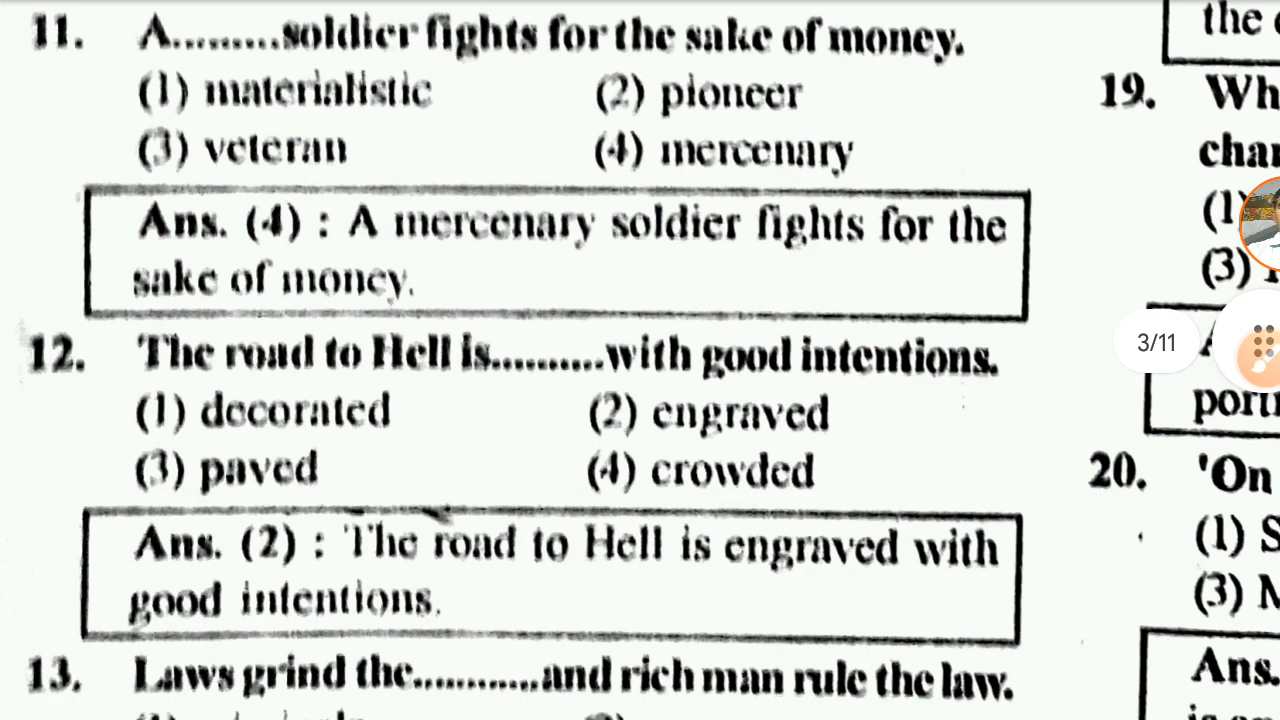 11. A.........soldier fights for the sake of money.
(1) materialistic (2) pioneer
(3) veteran (4) mercenary
Ans. (4) : A mercenary soldier fights for the
sake of money.
12. The road to Hell is..........with good intentions.
(1) decorated (2) engraved
(3) paved (4) crowded
Ans. (2) : The road to Hell is engraved with
good intentions.
13. Laws grind the............and rich man rule the law.
the
19. Wh
char
(1)
(3)
3/11
port
20. 'On
(1) S
(3) M
Ans.